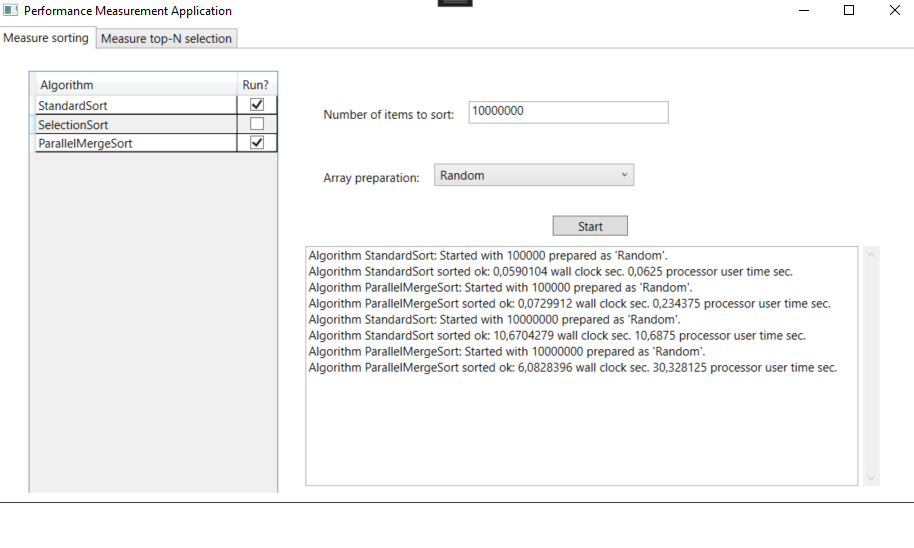 Performance Measurement Application
Measure sorting
Measure top-N selection
Algorithm Run?
StandardSort
SelectionSort
ParallelMergeSort
Number of items to sort: 10000000
Array preparation: Random
Start
Algorithm StandardSort: Started with 100000 prepared as 'Random'.
Algorithm StandardSort sorted ok: 0,0590104 wall clock sec. 0,0625 processor user time sec.
Algorithm ParallelMergeSort: Started with 100000 prepared as 'Random'.
Algorithm ParallelMergeSort sorted ok: 0,0729912 wall clock sec. 0,234375 processor user time sec.
Algorithm StandardSort: Started with 10000000 prepared as 'Random'.
Algorithm StandardSort sorted ok: 10,6704279 wall clock sec. 10,6875 processor user time sec.
Algorithm ParallelMergeSort: Started with 10000000 prepared as 'Random'.
Algorithm ParallelMergeSort sorted ok: 6,0828396 wall clock sec. 30,328125 processor user time sec.